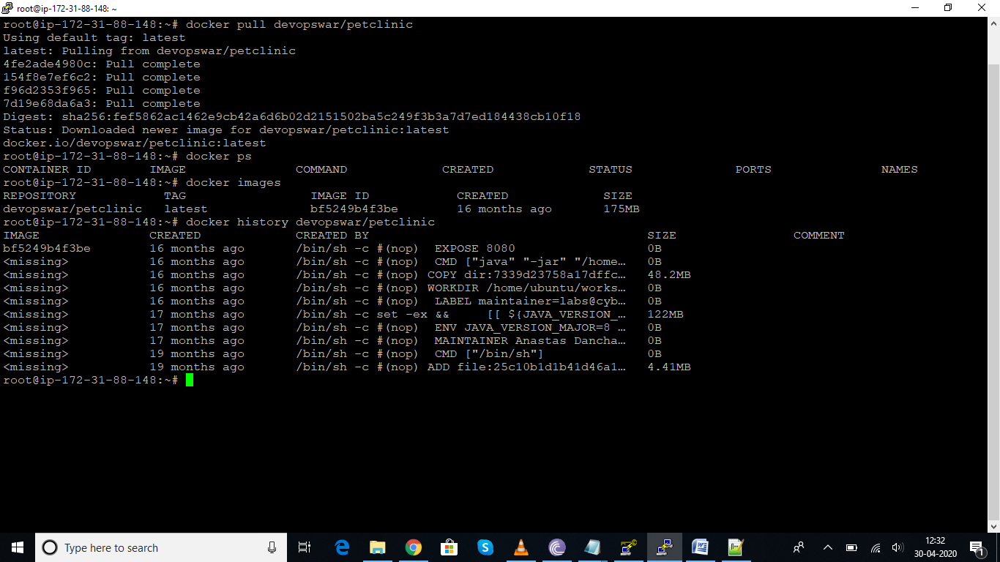 root@ip-172-31-88-148: ~
root@ip-172-31-88-148:~# docker pull devopswar/petclinic
Using default tag: latest
latest: Pulling from devopswar/petclinic
4fe2ade4980c: Pull complete
154f8e7ef6c2: Pull complete
f96d2353f965: Pull complete
7d19e68da6a3: Pull complete
Digest: sha256:fef5862ac1462e9cb42a6d6b02d2151502ba5c249f3b3a7d7ed184438cb10f18
Status: Downloaded newer image for devopswar/petclinic:latest
docker.io/devopswar/petclinic:latest
root@ip-172-31-88-148:~# docker ps
CONTAINER ID        IMAGE               COMMAND             CREATED             STATUS              PORTS               NAMES
root@ip-172-31-88-148:~# docker images
REPOSITORY            TAG                 IMAGE ID            CREATED             SIZE
devopswar/petclinic   latest              bf5249b4f3be        16 months ago       175MB
root@ip-172-31-88-148:~# docker history devopswar/petclinic
IMAGE               CREATED             CREATED BY                                      SIZE                COMMENT
bf5249b4f3be        16 months ago       /bin/sh -c #(nop)  EXPOSE 8080                  0B
<missing>           16 months ago       /bin/sh -c #(nop)  CMD ["java" "-jar" "/home…   0B
<missing>           16 months ago       /bin/sh -c #(nop) COPY dir:7339d23758a17dffc…   48.2MB
<missing>           16 months ago       /bin/sh -c #(nop) WORKDIR /home/ubuntu/works…   0B
<missing>           16 months ago       /bin/sh -c #(nop)  LABEL maintainer=labs@cyb…   0B
<missing>           17 months ago       /bin/sh -c set -ex &&     [[ ${JAVA_VERSION_…   122MB
<missing>           17 months ago       /bin/sh -c #(nop)  ENV JAVA_VERSION_MAJOR=8 …   0B
<missing>           17 months ago       /bin/sh -c #(nop)  MAINTAINER Anastas Dancha…   0B
<missing>           19 months ago       /bin/sh -c #(nop)  CMD ["/bin/sh"]              0B
<missing>           19 months ago       /bin/sh -c #(nop) ADD file:25c10b1d1b41d46a1…   4.41MB
root@ip-172-31-88-148:~#
Type here to search
12:32
30-04-2020
1